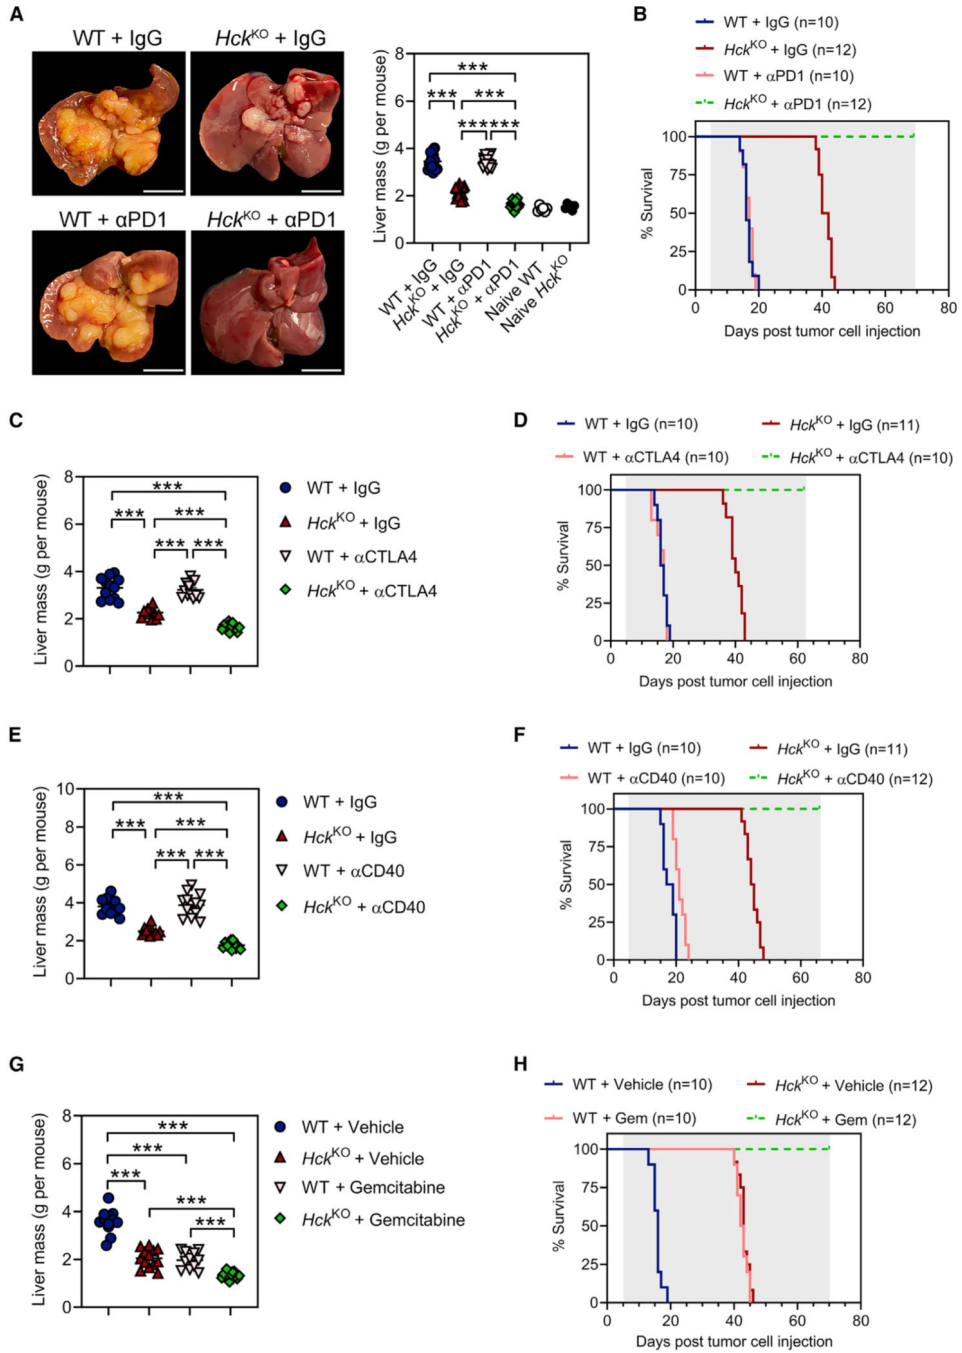 A
WT + IgG
HckKO + IgG
WT + αPD1
HckKO + αPD1
Liver mass (g per mouse)
8
6
4
2
0
***
*** ***
******
WT + IgG
HckKO + IgG
WT + αPD1
HckKO + αPD1
Naive WT
Naive HckKO
B
WT + IgG (n=10)
HckKO + IgG (n=12)
WT + αPD1 (n=10)
HckKO + αPD1 (n=12)
% Survival
100
75
50
25
0
0 20 40 60 80
Days post tumor cell injection
C
Liver mass (g per mouse)
8
6
4
2
0
***
*** ***
*** ***
WT + IgG
HckKO + IgG
WT + αCTLA4
HckKO + αCTLA4
D
WT + IgG (n=10)
HckKO + IgG (n=11)
WT + αCTLA4 (n=10)
HckKO + αCTLA4 (n=10)
% Survival
100
75
50
25
0
0 20 40 60 80
Days post tumor cell injection
E
Liver mass (g per mouse)
10
8
6
4
2
0
***
*** ***
*** ***
WT + IgG
HckKO + IgG
WT + αCD40
HckKO + αCD40
F
WT + IgG (n=10)
HckKO + IgG (n=11)
WT + αCD40 (n=10)
HckKO + αCD40 (n=12)
% Survival
100
75
50
25
0
0 20 40 60 80
Days post tumor cell injection
G
Liver mass (g per mouse)
8
6
4
2
0
***
***
***
***
***
WT + Vehicle
HckKO + Vehicle
WT + Gemcitabine
HckKO + Gemcitabine
H
WT + Vehicle (n=10)
HckKO + Vehicle (n=12)
WT + Gem (n=10)
HckKO + Gem (n=12)
% Survival
100
75
50
25
0
0 20 40 60 80
Days post tumor cell injection